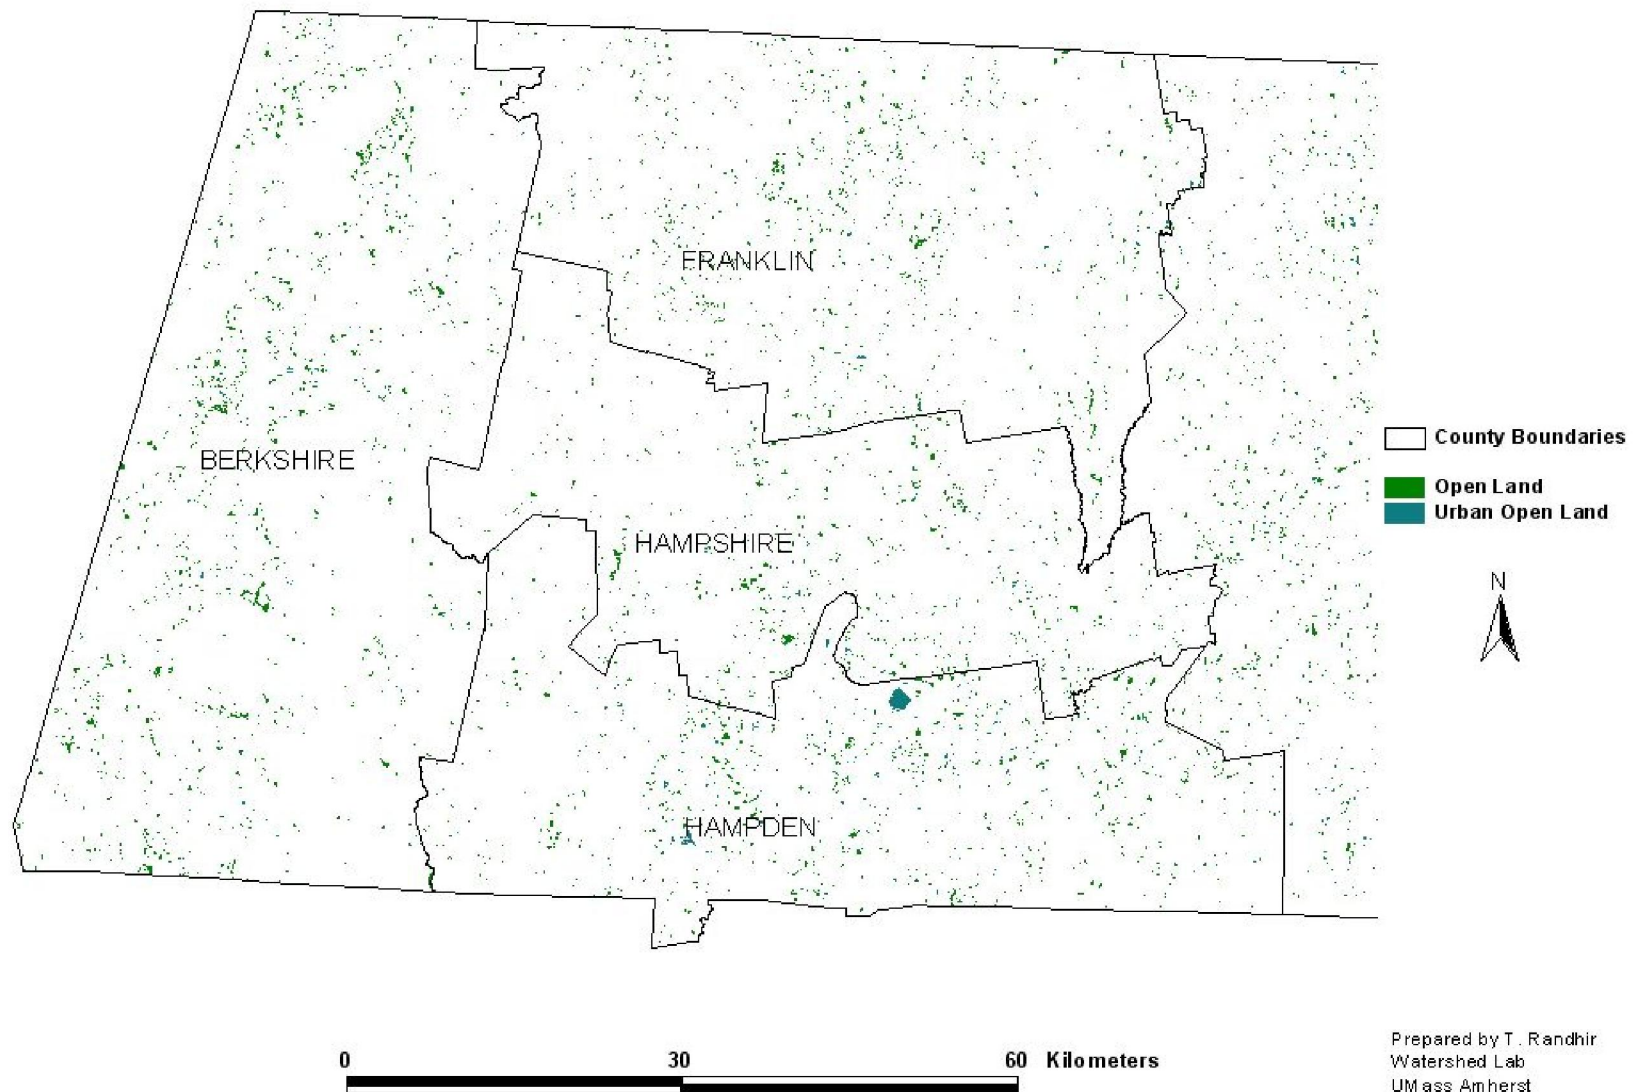 FRANKLIN
BERKSHIRE
HAMPSHIRE
HAMPDEN
County Boundaries
Open Land
Urban Open Land
N
0 30 60 Kilometers
Prepared by T. Randhir
Watershed Lab
UMass Amherst